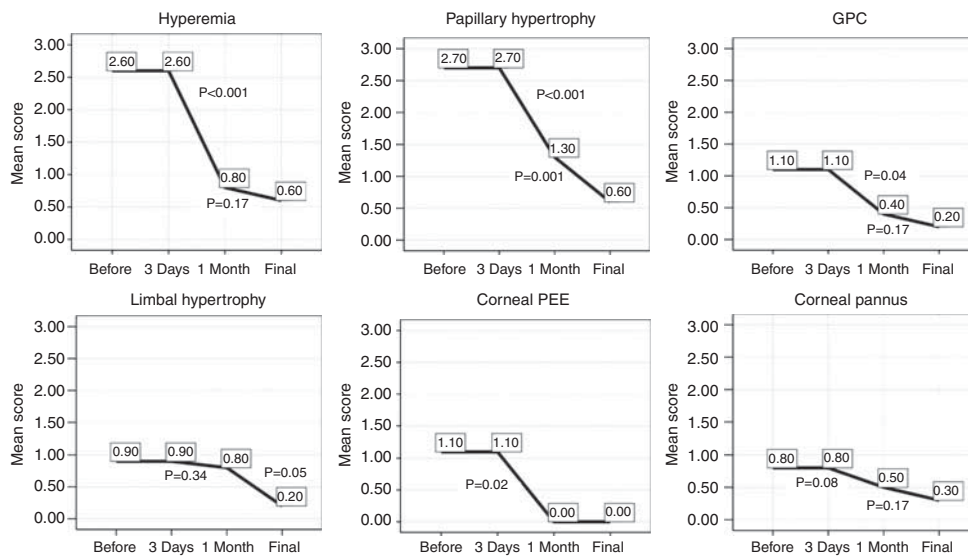 Hyperemia
Mean score
3.00
2.50
2.00
1.50
1.00
0.50
0.00
2.60
2.60
P<0.001
0.80
P=0.17
0.60
Before
3 Days
1 Month
Final
Papillary hypertrophy
Mean score
3.00
2.50
2.00
1.50
1.00
0.50
0.00
2.70
2.70
P<0.001
1.30
P=0.001
0.60
Before
3 Days
1 Month
Final
GPC
Mean score
3.00
2.50
2.00
1.50
1.00
0.50
0.00
1.10
1.10
P=0.04
0.40
P=0.17
0.20
Before
3 Days
1 Month
Final
Limbal hypertrophy
Mean score
3.00
2.50
2.00
1.50
1.00
0.50
0.00
0.90
0.90
P=0.34
0.80
P=0.05
0.20
Before
3 Days
1 Month
Final
Corneal PEE
Mean score
3.00
2.50
2.00
1.50
1.00
0.50
0.00
1.10
1.10
P=0.02
0.00
0.00
Before
3 Days
1 Month
Final
Corneal pannus
Mean score
3.00
2.50
2.00
1.50
1.00
0.50
0.00
0.80
0.80
P=0.08
0.50
P=0.17
0.30
Before
3 Days
1 Month
Final